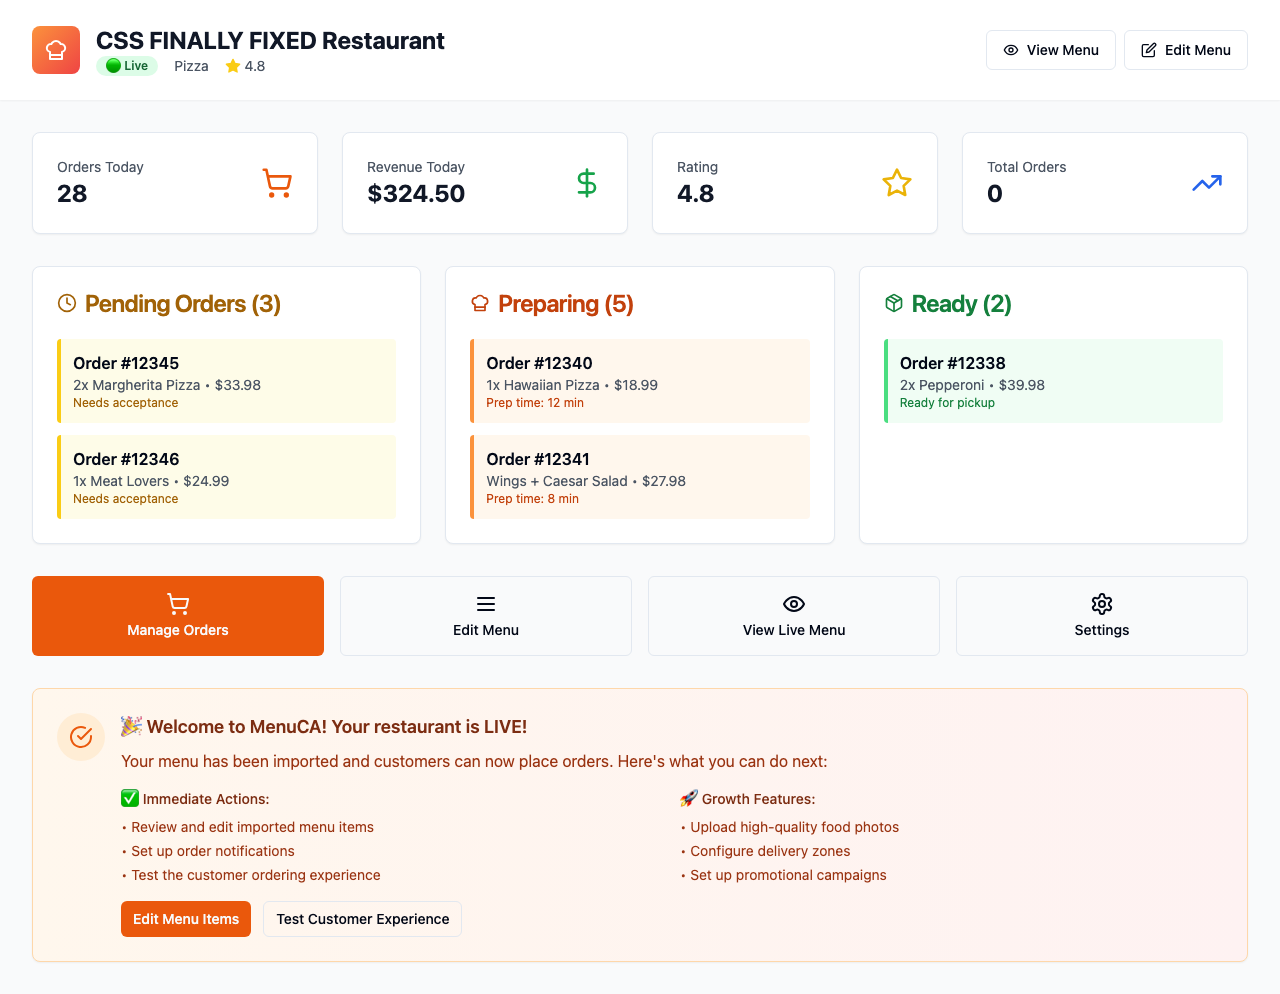 CSS FINALLY FIXED Restaurant
Live Pizza 4.8
View Menu
Edit Menu
Orders Today
28
Revenue Today
$324.50
Rating
4.8
Total Orders
0
Pending Orders (3)
Order #12345
2x Margherita Pizza • $33.98
Needs acceptance
Order #12346
1x Meat Lovers • $24.99
Needs acceptance
Preparing (5)
Order #12340
1x Hawaiian Pizza • $18.99
Prep time: 12 min
Order #12341
Wings + Caesar Salad • $27.98
Prep time: 8 min
Ready (2)
Order #12338
2x Pepperoni • $39.98
Ready for pickup
Manage Orders
Edit Menu
View Live Menu
Settings
🎉 Welcome to MenuCA! Your restaurant is LIVE!
Your menu has been imported and customers can now place orders. Here's what you can do next:
✅ Immediate Actions:
• Review and edit imported menu items
• Set up order notifications
• Test the customer ordering experience
🚀 Growth Features:
• Upload high-quality food photos
• Configure delivery zones
• Set up promotional campaigns
Edit Menu Items
Test Customer Experience